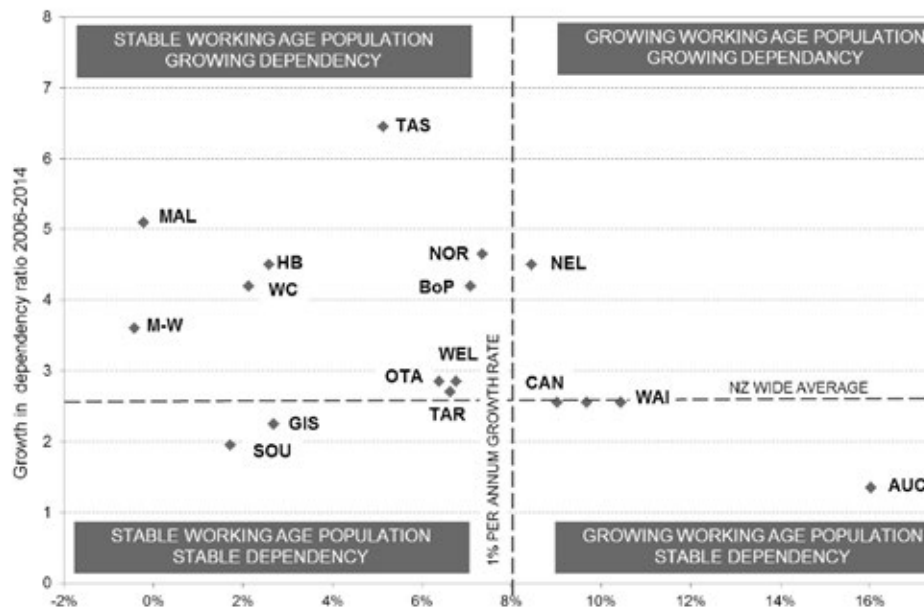 8
STABLE WORKING AGE POPULATION
GROWING DEPENDENCY
GROWING WORKING AGE POPULATION
GROWING DEPENDANCY
7
TAS
6
MAL
5
NOR
NEL
HB
WC
BoP
4
M-W
3
WEL
OTA
CAN
NZ WIDE AVERAGE
WAI
TAR
GIS
2
SOU
AUC
1
STABLE WORKING AGE POPULATION
STABLE DEPENDENCY
GROWING WORKING AGE POPULATION
STABLE DEPENDENCY
0
-2%
0%
2%
4%
6%
8%
10%
12%
14%
16%
Growth in dependency ratio 2006-2014
1% PER ANNUM GROWTH RATE